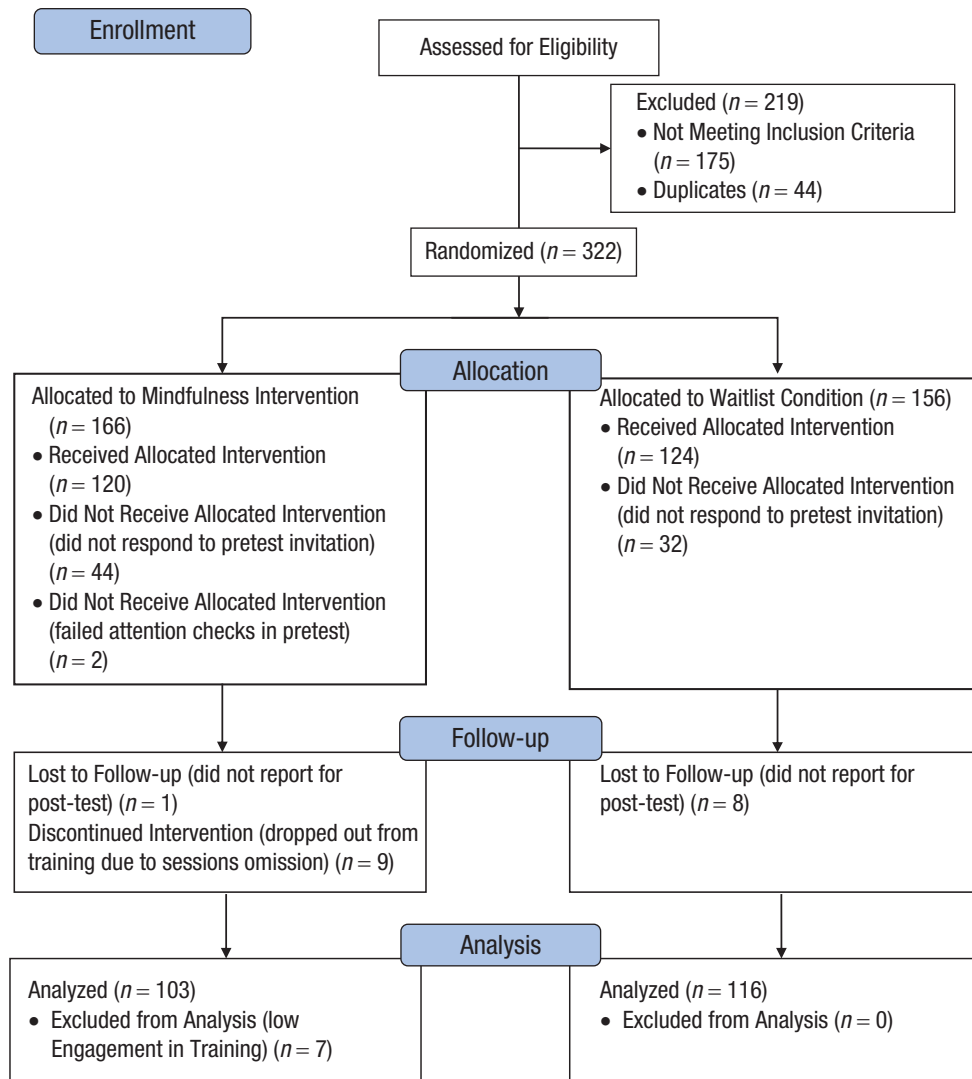 Enrollment
Assessed for Eligibility
Excluded (n = 219)
• Not Meeting Inclusion Criteria
(n = 175)
• Duplicates (n = 44)
Randomized (n = 322)
Allocation
Allocated to Mindfulness Intervention
(n = 166)
• Received Allocated Intervention
(n = 120)
• Did Not Receive Allocated Intervention
(did not respond to pretest invitation)
(n = 44)
• Did Not Receive Allocated Intervention
(failed attention checks in pretest)
(n = 2)
Allocated to Waitlist Condition (n = 156)
• Received Allocated Intervention
(n = 124)
• Did Not Receive Allocated Intervention
(did not respond to pretest invitation)
(n = 32)
Follow-up
Lost to Follow-up (did not report for
post-test) (n = 1)
Discontinued Intervention (dropped out from
training due to sessions omission) (n = 9)
Lost to Follow-up (did not report for
post-test) (n = 8)
Analysis
Analyzed (n = 103)
• Excluded from Analysis (low
Engagement in Training) (n = 7)
Analyzed (n = 116)
• Excluded from Analysis (n = 0)